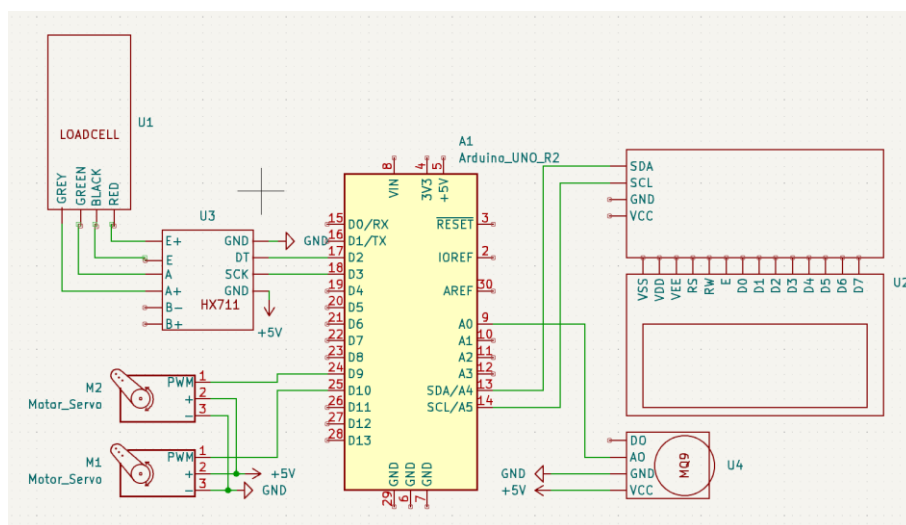 LOADCELL
U1
GREY
GREEN
BLACK
RED
U3
E+
E
A
A+
B-
B+
GND
DT
SCK
GND
HX711
GND
+5V
M2
Motor_Servo
PWM
+
-
1
2
3
M1
Motor_Servo
PWM
+
-
1
2
3
+5V
GND
A1
Arduino_UNO_R2
8
4
5
VIN
3V3
+5V
15 D0/RX
16 D1/TX
17 D2
18 D3
19 D4
20 D5
21 D6
22 D7
23 D8
24 D9
25 D10
26 D11
27 D12
28 D13
RESET 3
IOREF 2
AREF 30
A0 9
A1 10
A2 11
A3 12
SDA/A4 13
SCL/A5 14
GND
GND
GND
29
6
7
SDA
SCL
GND
VCC
VSS
VDD
VEE
RS
RW
E
D0
D1
D2
D3
D4
D5
D6
D7
DO
AO
GND
VCC
MQ9
U4
GND
+5V